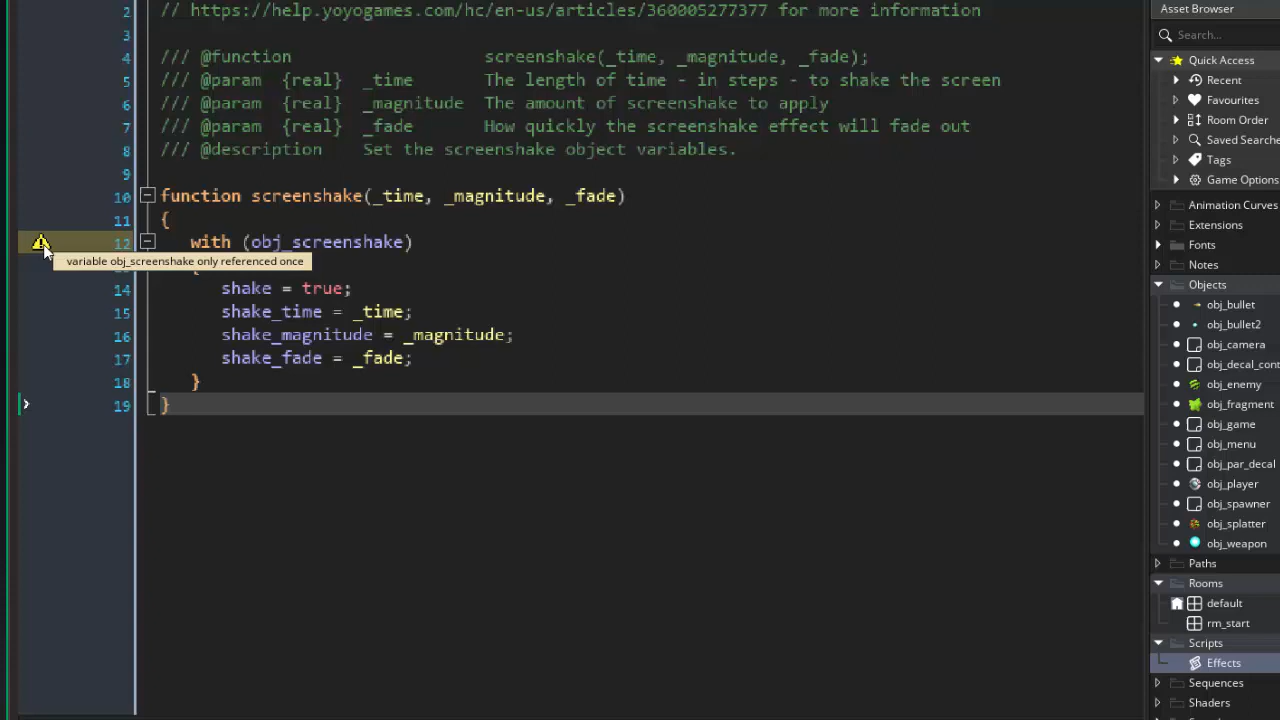 2 // https://help.yoyogames.com/hc/en-us/articles/360005277377 for more information
3
4 /// @function screenshake(_time, _magnitude, _fade);
5 /// @param {real} _time The length of time - in steps - to shake the screen
6 /// @param {real} _magnitude The amount of screenshake to apply
7 /// @param {real} _fade How quickly the screenshake effect will fade out
8 /// @description Set the screenshake object variables.
9
10 function screenshake(_time, _magnitude, _fade)
11 {
12 with (obj_screenshake)
variable obj_screenshake only referenced once
14 shake = true;
15 shake_time = _time;
16 shake_magnitude = _magnitude;
17 shake_fade = _fade;
18 }
19 }
Asset Browser
Search...
Quick Access
Recent
Favourites
Room Order
Saved Searche
Tags
Game Options
Animation Curves
Extensions
Fonts
Notes
Objects
obj_bullet
obj_bullet2
obj_camera
obj_decal_cont
obj_enemy
obj_fragment
obj_game
obj_menu
obj_par_decal
obj_player
obj_spawner
obj_splatter
obj_weapon
Paths
Rooms
default
rm_start
Scripts
Effects
Sequences
Shaders